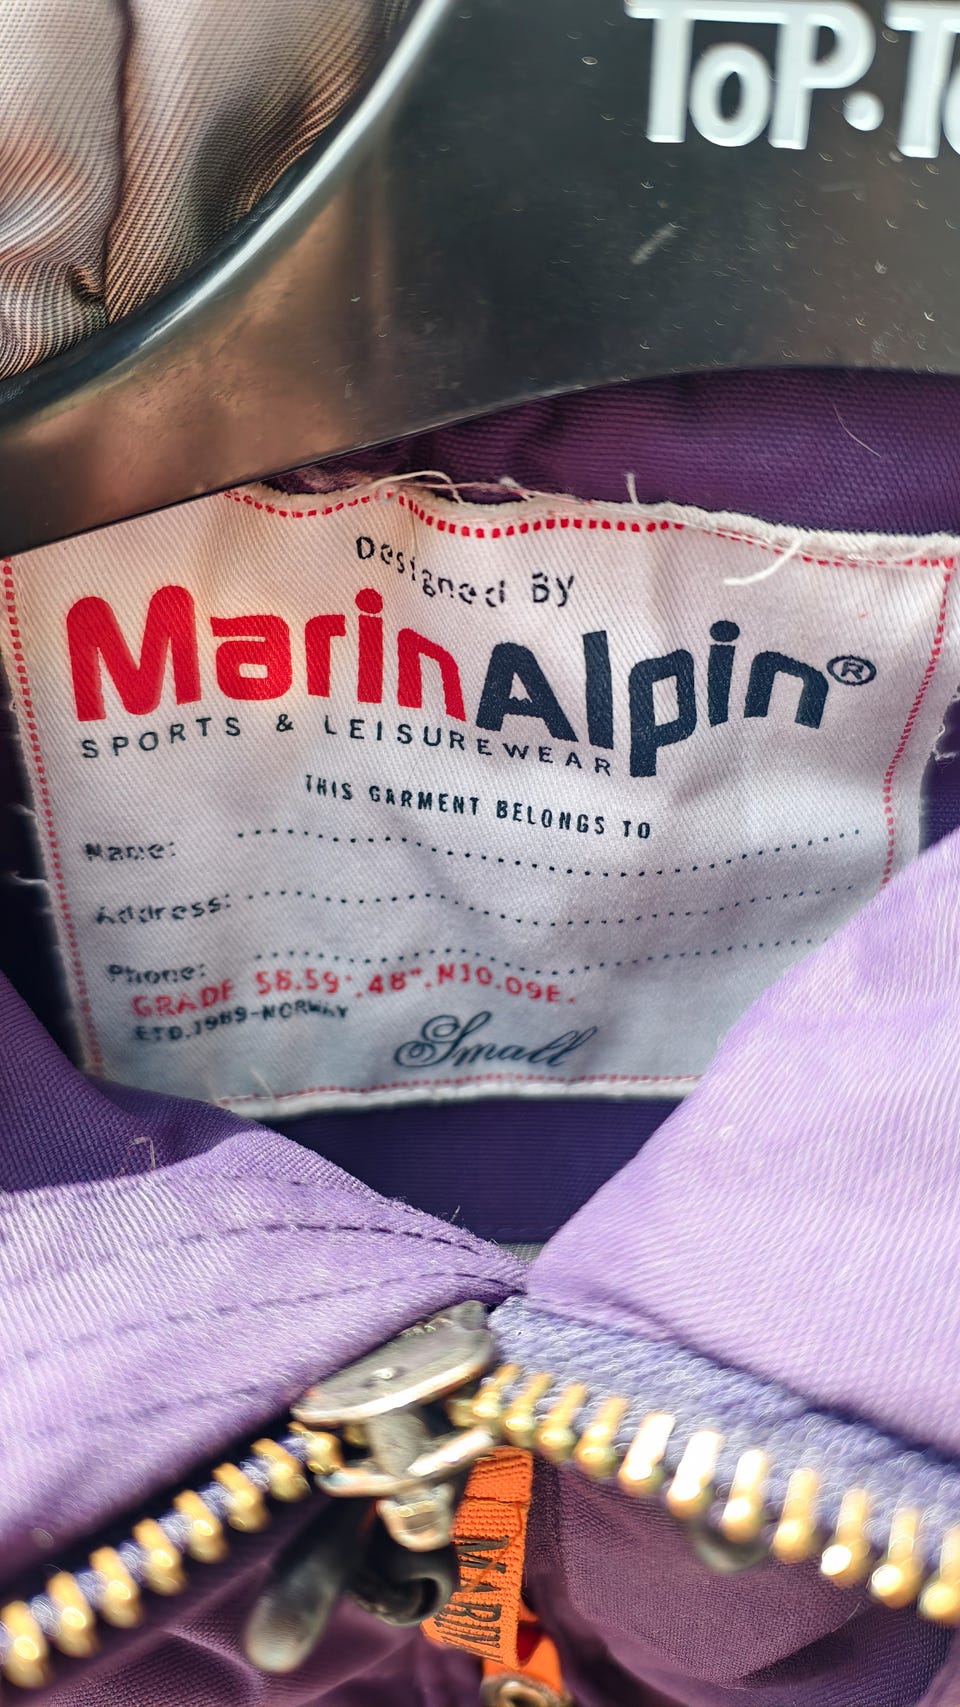 ToP.To
Designed BY
MarinAlpin®
SPORTS & LEISUREWEAR
THIS GARMENT BELONGS TO
Name:
Address:
Phone:
GRADE 58.59'.48".N10.09E.
ETD.1989-NORWAY
Small
MARIN